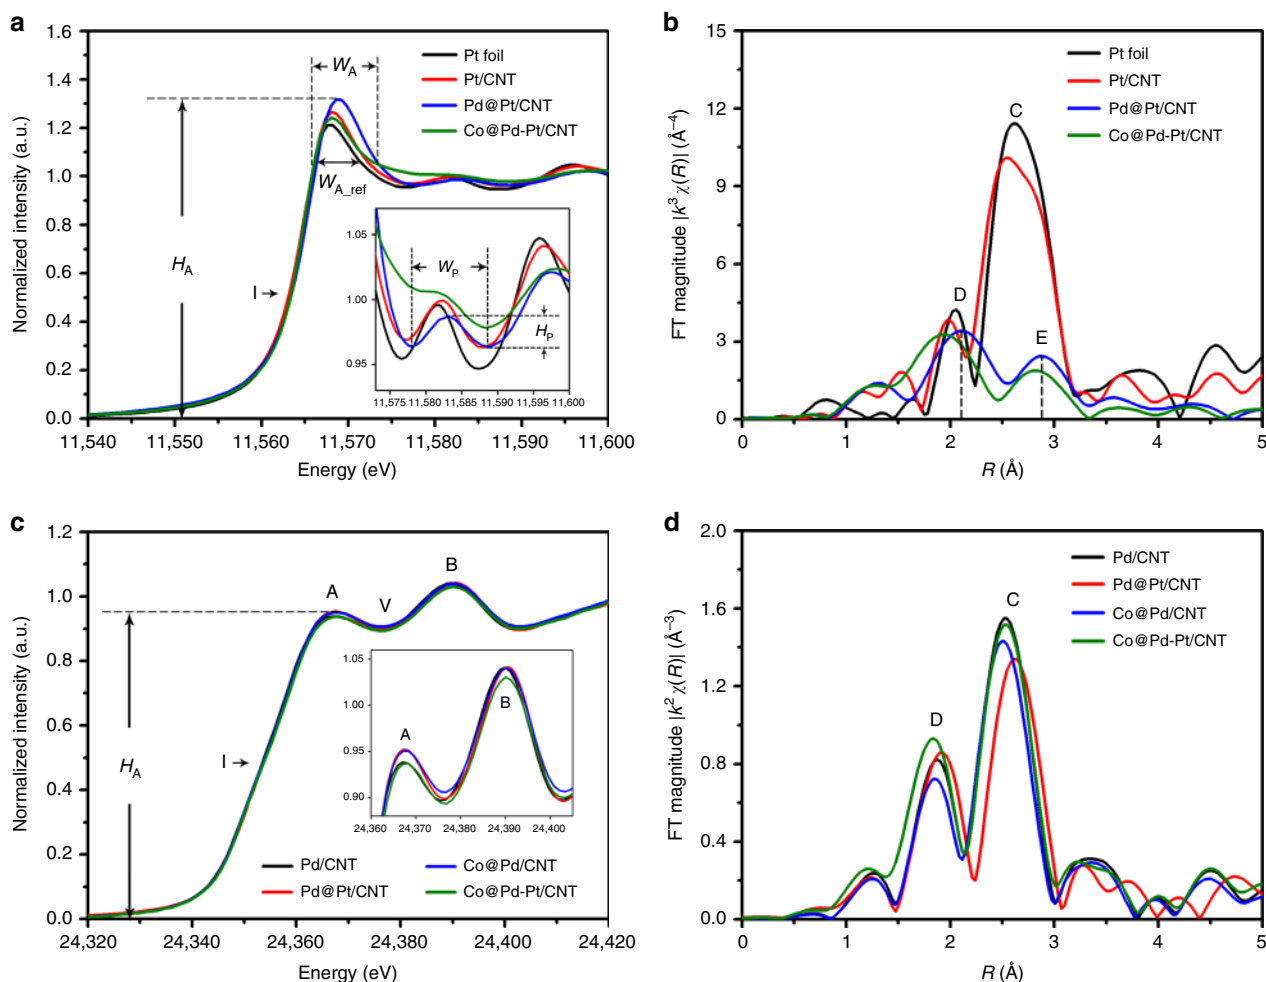 a
1.6
1.4
1.2
1.0
0.8
0.6
0.4
0.2
0.0
Normalized intensity (a.u.)
W_A
Pt foil
Pt/CNT
Pd@Pt/CNT
Co@Pd-Pt/CNT
W_A_ref
H_A
I
1.05
1.00
0.95
W_P
H_P
11,575 11,580 11,585 11,590 11,595 11,600
11,540 11,550 11,560 11,570 11,580 11,590 11,600
Energy (eV)
b
15
12
9
6
3
0
FT magnitude |k³χ(R)| (Å⁻⁴)
Pt foil
Pt/CNT
Pd@Pt/CNT
Co@Pd-Pt/CNT
C
D
E
0 1 2 3 4 5
R (Å)
c
1.2
1.0
0.8
0.6
0.4
0.2
0.0
Normalized intensity (a.u.)
A
V
B
H_A
I
1.05
1.00
0.95
0.90
A
B
24,360 24,370 24,380 24,390 24,400
Pd/CNT
Pd@Pt/CNT
Co@Pd/CNT
Co@Pd-Pt/CNT
24,320 24,340 24,360 24,380 24,400 24,420
Energy (eV)
d
2.0
1.6
1.2
0.8
0.4
0.0
FT magnitude |k²χ(R)| (Å⁻³)
Pd/CNT
Pd@Pt/CNT
Co@Pd/CNT
Co@Pd-Pt/CNT
C
D
0 1 2 3 4 5
R (Å)